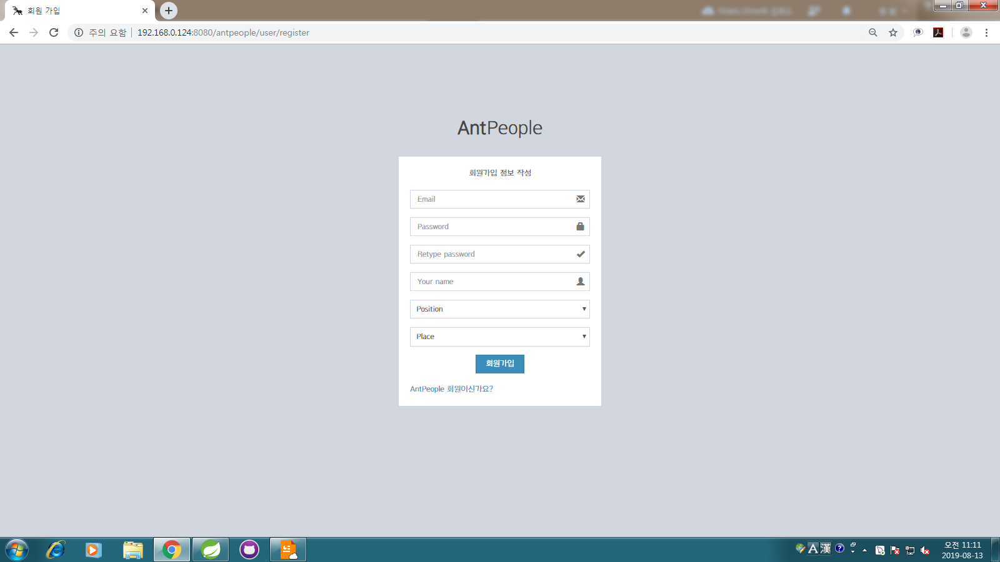 회원 가입
주의 요함 192.168.0.124:8080/antpeople/user/register
AntPeople
회원가입 정보 작성
Email
Password
Retype password
Your name
Position
Place
회원가입
AntPeople 회원이신가요?
A 漢
오전 11:11
2019-08-13